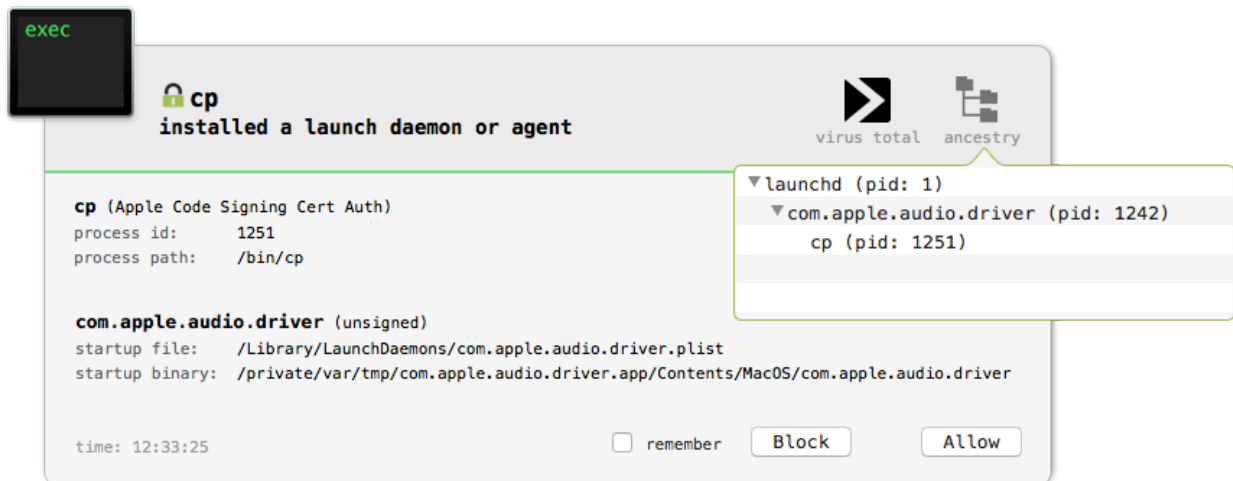 exec
cp
installed a launch daemon or agent
virus total
ancestry
launchd (pid: 1)
com.apple.audio.driver (pid: 1242)
cp (pid: 1251)
cp (Apple Code Signing Cert Auth)
process id: 1251
process path: /bin/cp
com.apple.audio.driver (unsigned)
startup file: /Library/LaunchDaemons/com.apple.audio.driver.plist
startup binary: /private/var/tmp/com.apple.audio.driver.app/Contents/MacOS/com.apple.audio.driver
time: 12:33:25
remember
Block
Allow